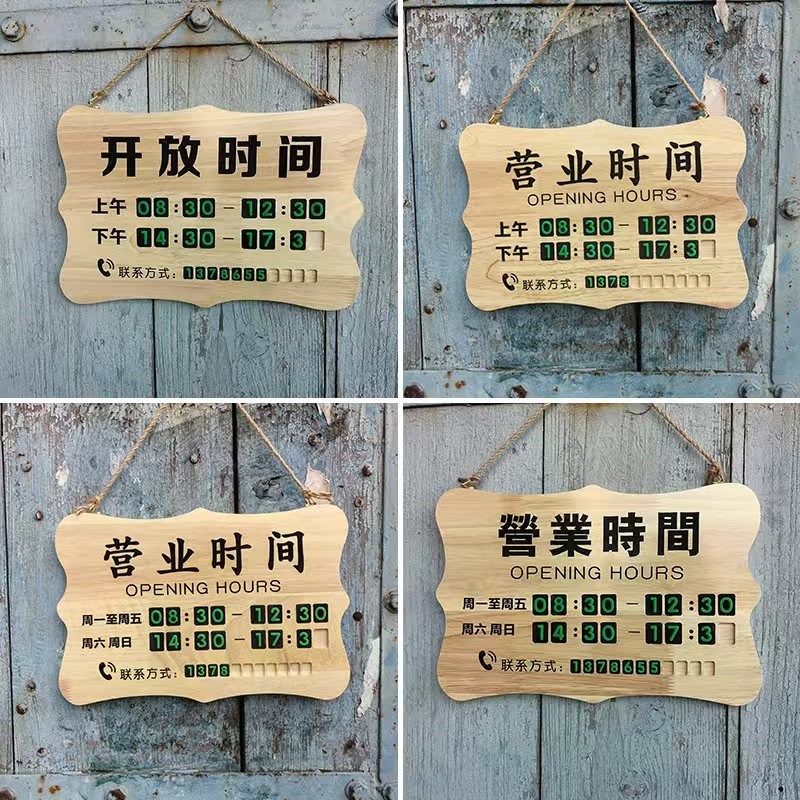 开放时间
上午 08:30-12:30
下午 14:30-17:3
联系方式：1378655
营业时间
OPENING HOURS
上午 08:30-12:30
下午 14:30-17:3
联系方式：1378
营业时间
OPENING HOURS
周一至周五 08:30-12:30
周六 周日 14:30-17:3
联系方式：1378
營業時間
OPENING HOURS
周一至周五 08:30-12:30
周六 周日 14:30-17:3
联系方式：1378655